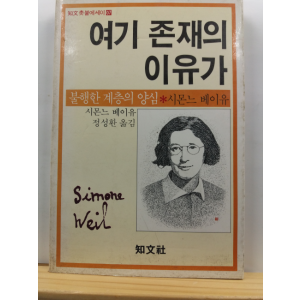 여기 존재의
이유가
불행한 계층의 양심 시몬느 베이유
시몬느 베이유
정성환 옮김
Simone
Weil
知文社